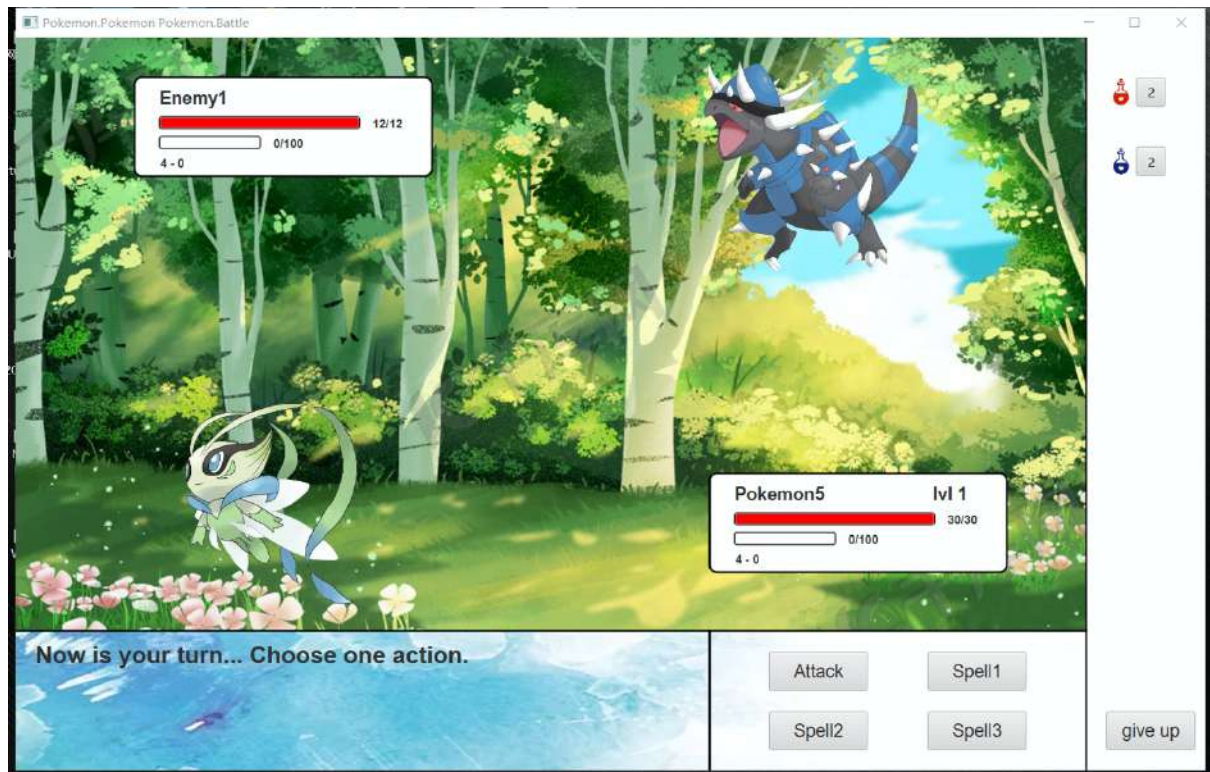 Pokemon.Pokemon Pokemon.Battle
Enemy1
12/12
0/100
4 - 0
2
2
Pokemon5 lvl 1
30/30
0/100
4 - 0
Now is your turn... Choose one action.
Attack Spell1
Spell2 Spell3
give up